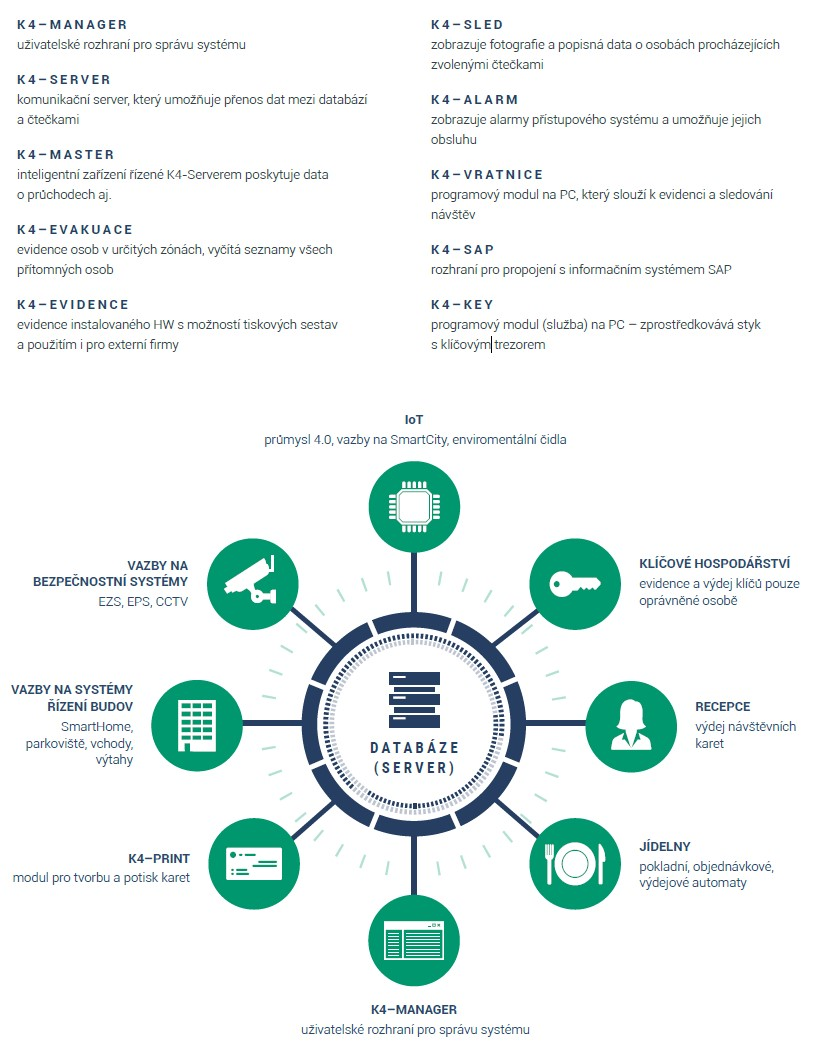 K4–MANAGER
uživatelské rozhraní pro správu systému
K4–SERVER
komunikační server, který umožňuje přenos dat mezi databází
a čtečkami
K4–MASTER
inteligentní zařízení řízené K4-Serverem poskytuje data
o průchodech aj.
K4–EVAKUACE
evidence osob v určitých zónách, vyčítá seznamy všech
přítomných osob
K4–EVIDENCE
evidence instalovaného HW s možností tiskových sestav
a použitím i pro externí firmy
K4–SLED
zobrazuje fotografie a popisná data o osobách procházejících
zvolenými čtečkami
K4–ALARM
zobrazuje alarmy přístupového systému a umožňuje jejich
obsluhu
K4–VRATNICE
programový modul na PC, který slouží k evidenci a sledování
návštěv
K4–SAP
rozhraní pro propojení s informačním systémem SAP
K4–KEY
programový modul (služba) na PC – zprostředkovává styk
s klíčovým trezorem
IoT
průmysl 4.0, vazby na SmartCity, enviromentální čidla
VAZBY NA
BEZPEČNOSTNÍ SYSTÉMY
EZS, EPS, CCTV
KLÍČOVÉ HOSPODÁŘSTVÍ
evidence a výdej klíčů pouze
oprávněné osobě
VAZBY NA SYSTÉMY
ŘÍZENÍ BUDOV
SmartHome,
parkoviště, vchody,
výtahy
DATABÁZE
(SERVER)
RECEPCE
výdej návštěvních
karet
K4–PRINT
modul pro tvorbu a potisk karet
JÍDELNY
pokladní, objednávkové,
výdejové automaty
K4–MANAGER
uživatelské rozhraní pro správu systému